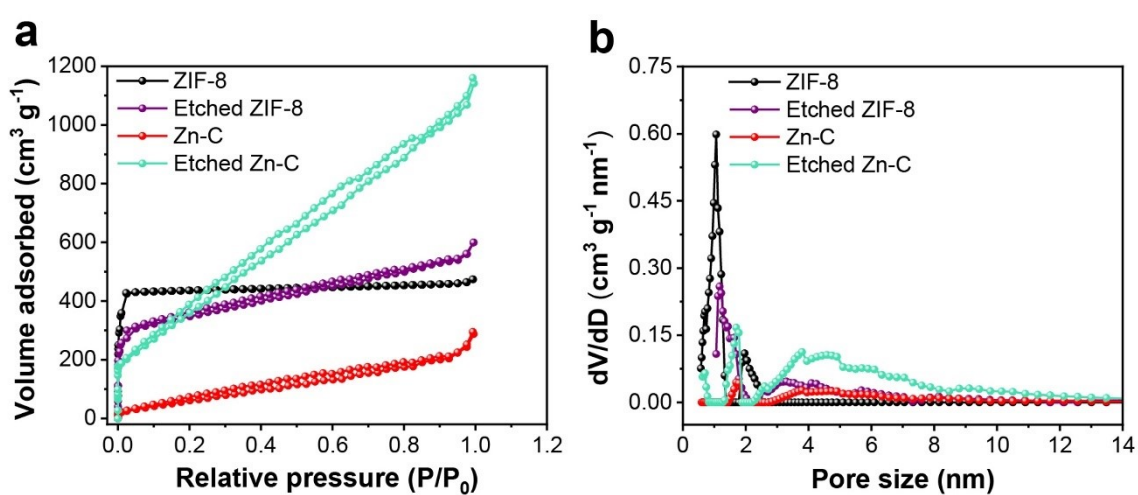 a
1200
1000
800
600
400
200
0
0.0 0.2 0.4 0.6 0.8 1.0 1.2
Volume adsorbed (cm³ g⁻¹)
Relative pressure (P/P₀)
ZIF-8
Etched ZIF-8
Zn-C
Etched Zn-C
b
0.75
0.60
0.45
0.30
0.15
0.00
0 2 4 6 8 10 12 14
dV/dD (cm³ g⁻¹ nm⁻¹)
Pore size (nm)
ZIF-8
Etched ZIF-8
Zn-C
Etched Zn-C